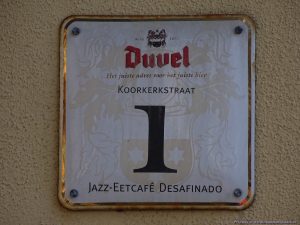 Duvel
Het juiste adres voor het juiste bier
KOORKERKSTRAAT
1
JAZZ-EETCAFÉ DESAFINADO